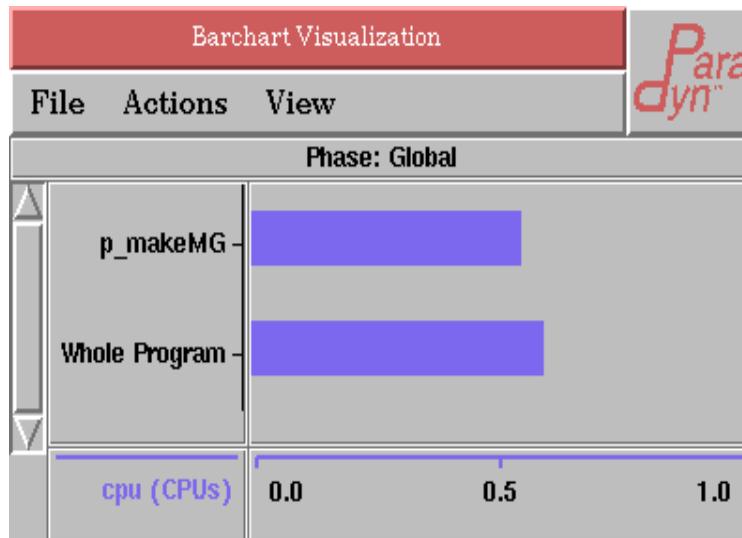 Barchart Visualization
Para
dyn™
File Actions View
Phase: Global
p_makeMG
Whole Program
cpu (CPUs) 0.0 0.5 1.0